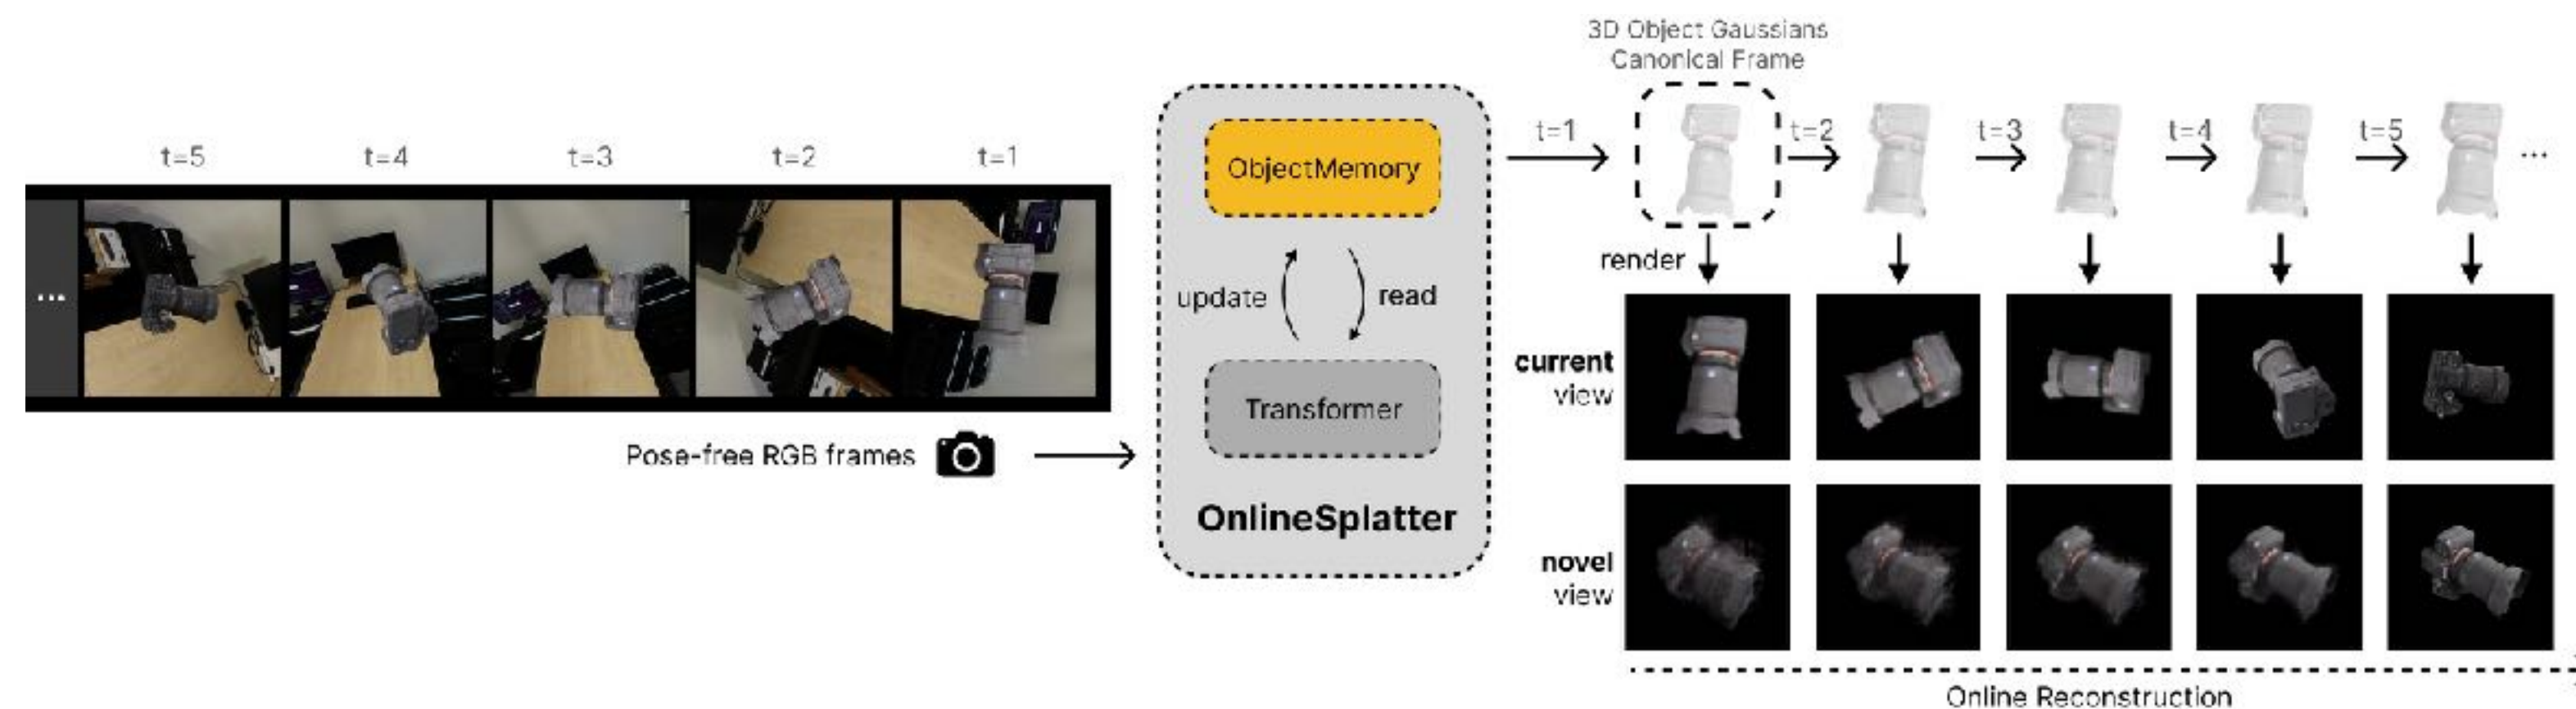 t=5
t=4
t=3
t=2
t=1
...
Pose-free RGB frames
ObjectMemory
update
read
Transformer
OnlineSplatter
3D Object Gaussians
Canonical Frame
t=1
t=2
t=3
t=4
t=5
...
render
current
view
novel
view
Online Reconstruction